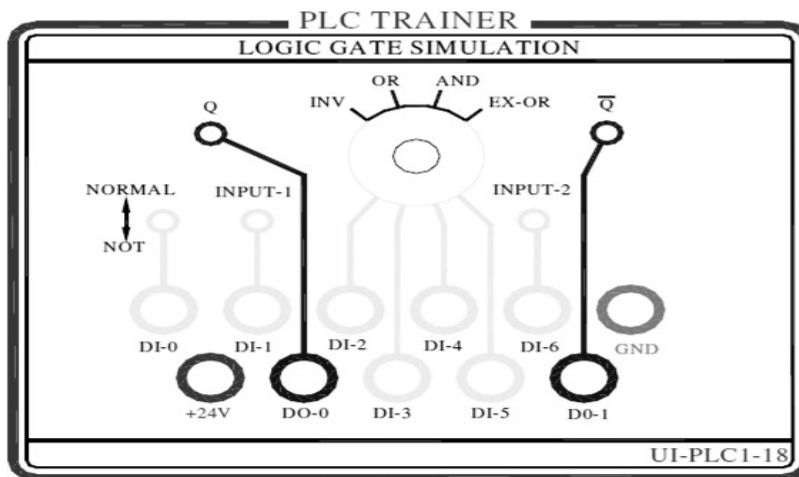 PLC TRAINER
LOGIC GATE SIMULATION
OR AND
INV EX-OR
Q Q̅
NORMAL INPUT-1 INPUT-2
NOT
DI-0 DI-1 DI-2 DI-4 DI-6 GND
+24V DO-0 DI-3 DI-5 D0-1
UI-PLC1-18